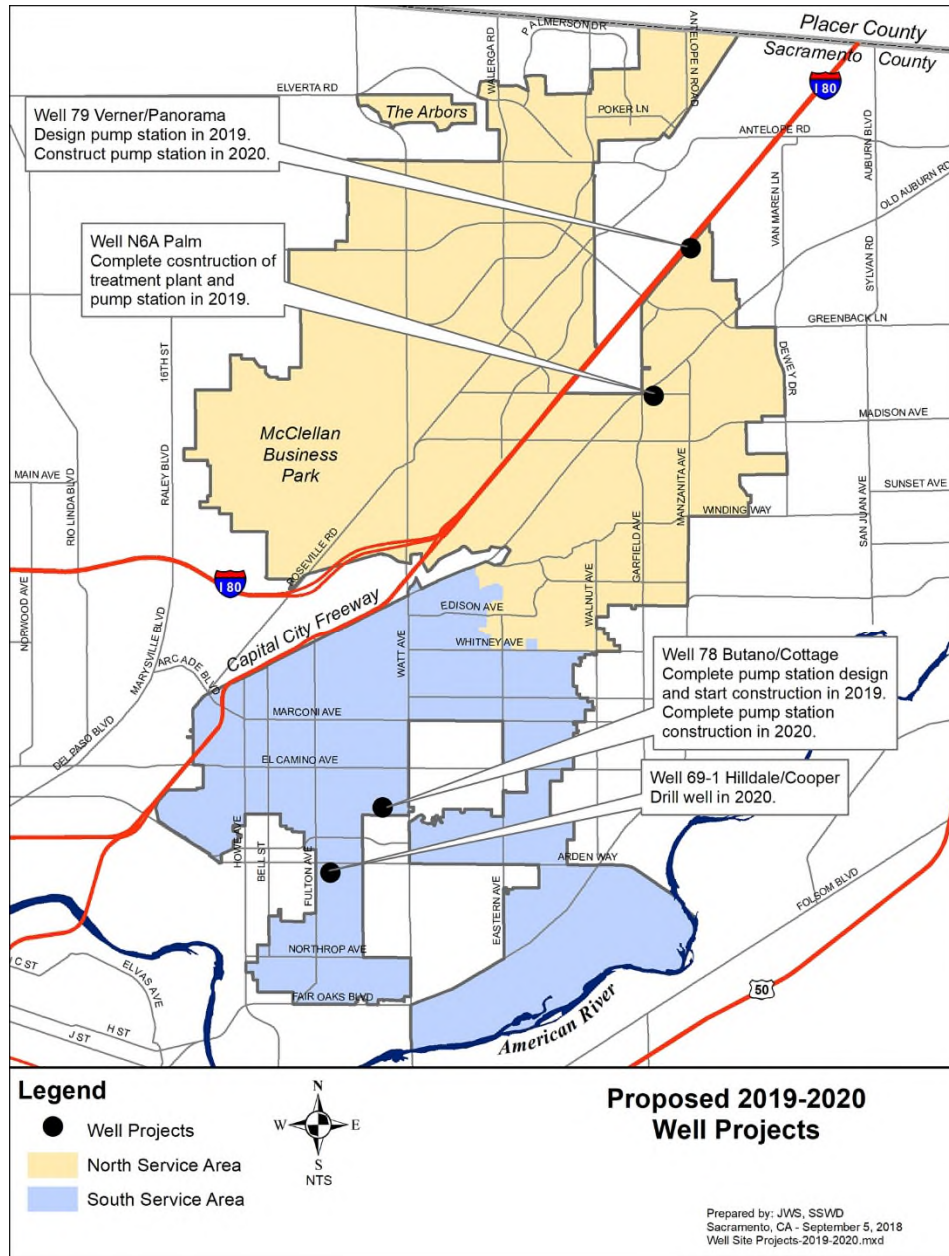 Placer County
Sacramento County
PALMERSON DR
WALERGA RD
ANTELOPE N ROAD
I 80
ELVERTA RD
The Arbors
POKER LN
ANTELOPE RD
AUBURN BLVD
Well 79 Verner/Panorama
Design pump station in 2019.
Construct pump station in 2020.
VAN MAREN LN
OLD AUBURN RD
SYLVAN RD
Well N6A Palm
Complete cosntruction of
treatment plant and
pump station in 2019.
GREENBACK LN
16TH ST
DEWEY DR
McClellan
Business
Park
MADISON AVE
MAIN AVE
RIO LINDA BLVD
RALEY BLVD
MANZANITA AVE
SUNSET AVE
WINDING WAY
SAN JUAN AVE
ROSEVILLE RD
GARFIELD AVE
I 80
NORWOOD AVE
MARYSVILLE BLVD
Capital City Freeway
EDISON AVE
WALNUT AVE
WATT AVE
WHITNEY AVE
ARCADE BLVD
Well 78 Butano/Cottage
Complete pump station design
and start construction in 2019.
Complete pump station
construction in 2020.
MARCONI AVE
DEL PASO BLVD
EL CAMINO AVE
Well 69-1 Hilldale/Cooper
Drill well in 2020.
HOWE AVE
BELL ST
FULTON AVE
ARDEN WAY
EASTERN AVE
FOLSOM BLVD
NORTHROP AVE
C ST
ELVAS AVE
FAIR OAKS BLVD
50
H ST
J ST
American River
Legend
Well Projects
North Service Area
South Service Area
N
W E
S
NTS
Proposed 2019-2020
Well Projects
Prepared by: JWS, SSWD
Sacramento, CA - September 5, 2018
Well Site Projects-2019-2020.mxd